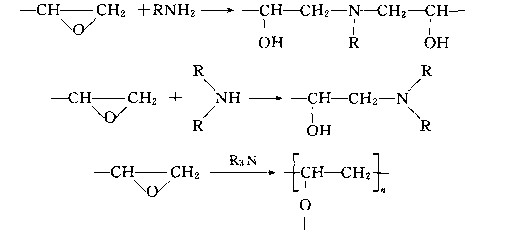 —CH—CH₂ + RNH₂ ⟶ —CH—CH₂—N—CH₂—CH—
O OH R OH
—CH—CH₂ + R R NH ⟶ —CH—CH₂—N R R
O OH
—CH—CH₂ R₃N ⟶ [CH—CH₂]ₙ
O O